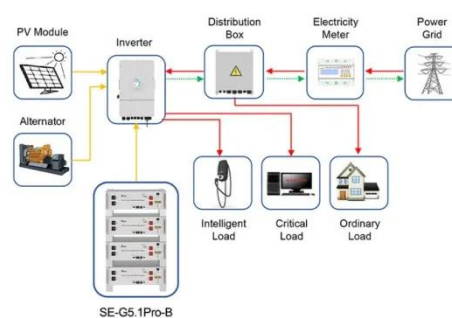 PV Module
Inverter
Distribution
Box
Electricity
Meter
Power
Grid
Alternator
Intelligent
Load
Critical
Load
Ordinary
Load
SE-G5.1Pro-B